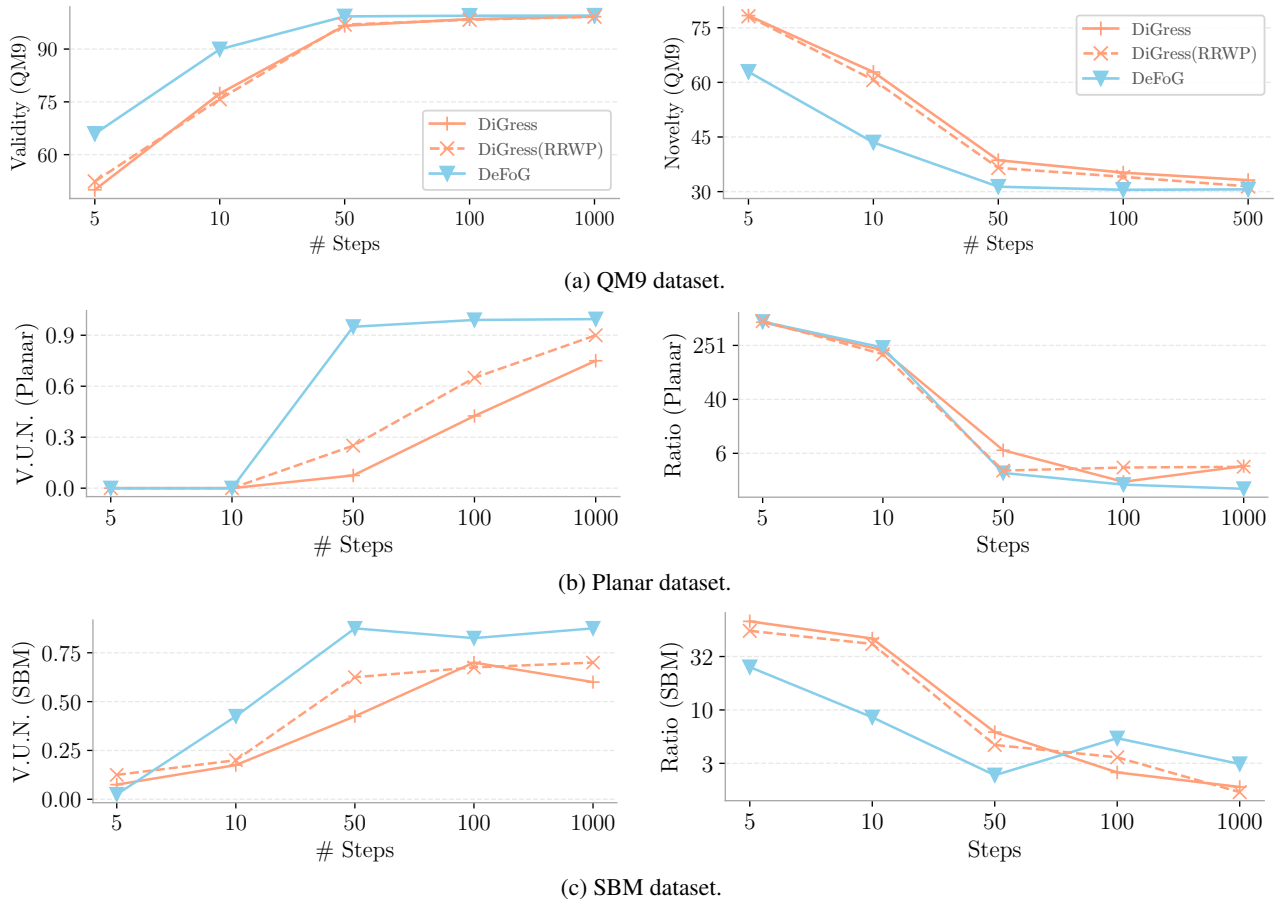 Validity (QM9)
90
75
60
5 10 50 100 1000
# Steps
DiGress
DiGress(RRWP)
DeFoG
Novelty (QM9)
75
60
45
30
5 10 50 100 500
# Steps
DiGress
DiGress(RRWP)
DeFoG
(a) QM9 dataset.
V.U.N. (Planar)
0.9
0.6
0.3
0.0
5 10 50 100 1000
# Steps
Ratio (Planar)
251
40
6
5 10 50 100 1000
Steps
(b) Planar dataset.
V.U.N. (SBM)
0.75
0.50
0.25
0.00
5 10 50 100 1000
# Steps
Ratio (SBM)
32
10
3
5 10 50 100 1000
Steps
(c) SBM dataset.